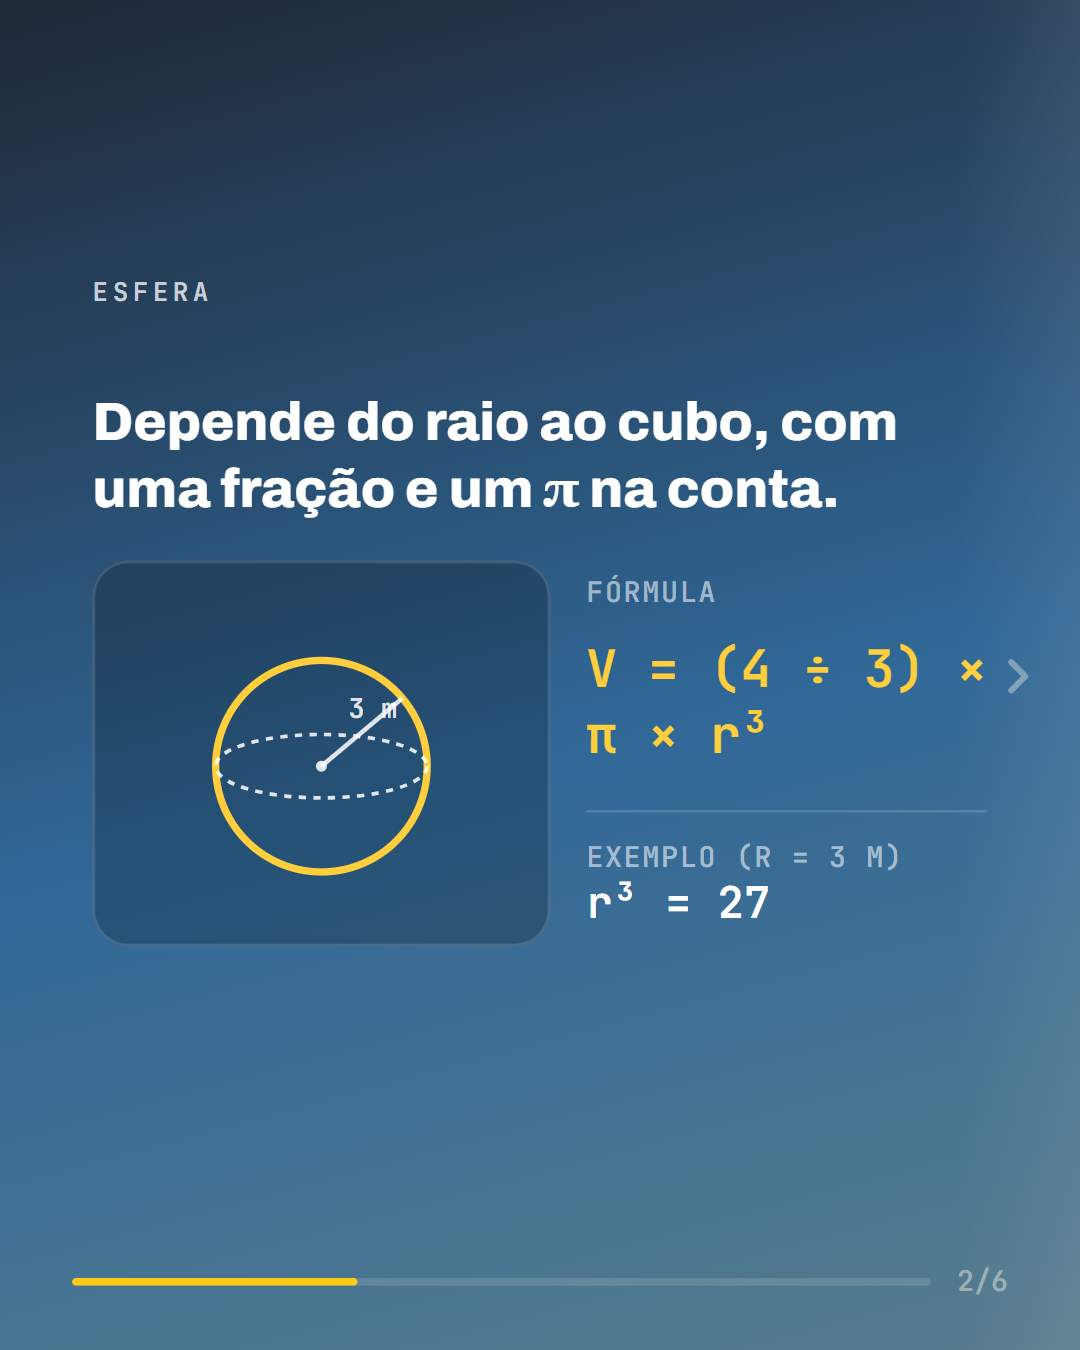 ESFERA
Depende do raio ao cubo, com
uma fração e um π na conta.
3 m
FÓRMULA
V = (4 ÷ 3) ×
π × r³
EXEMPLO (R = 3 M)
r³ = 27
2/6